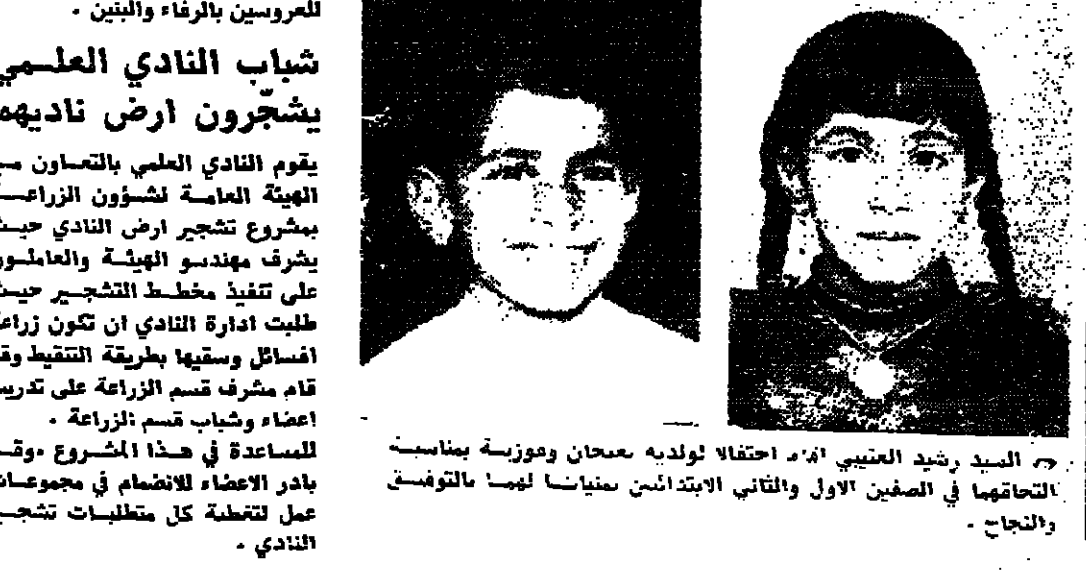 السيد رشيد العتيبي اقام احتفالا لولديه وفوزية بمناسبة
التحاقهما في الصفين الاول والثاني الابتدائيين تمنياتنا لهما بالتوفيق
والنجاح .
للعروسين بالرفاء والبنين .
شباب النادي العلمي
يشجّرون ارض ناديهم
يقوم النادي العلمي بالتعاون مع
الهيئة العامة لشؤون الزراعة
بمشروع تشجير ارض النادي حيث
يشرف مهندسو الهيئة والعاملون
على تنفيذ مخطط التشجير حيث
طلبت ادارة النادي ان تكون زراعة
افسائل وسقيها بطريقة التنقيط وقد
قام مشرف قسم الزراعة على تدريب
اعضاء وشباب قسم الزراعة .
للمساعدة في هذا المشروع .وقد
بادر الاعضاء للانضمام في مجموعات
عمل لتغطية كل متطلبات تشجير
النادي .